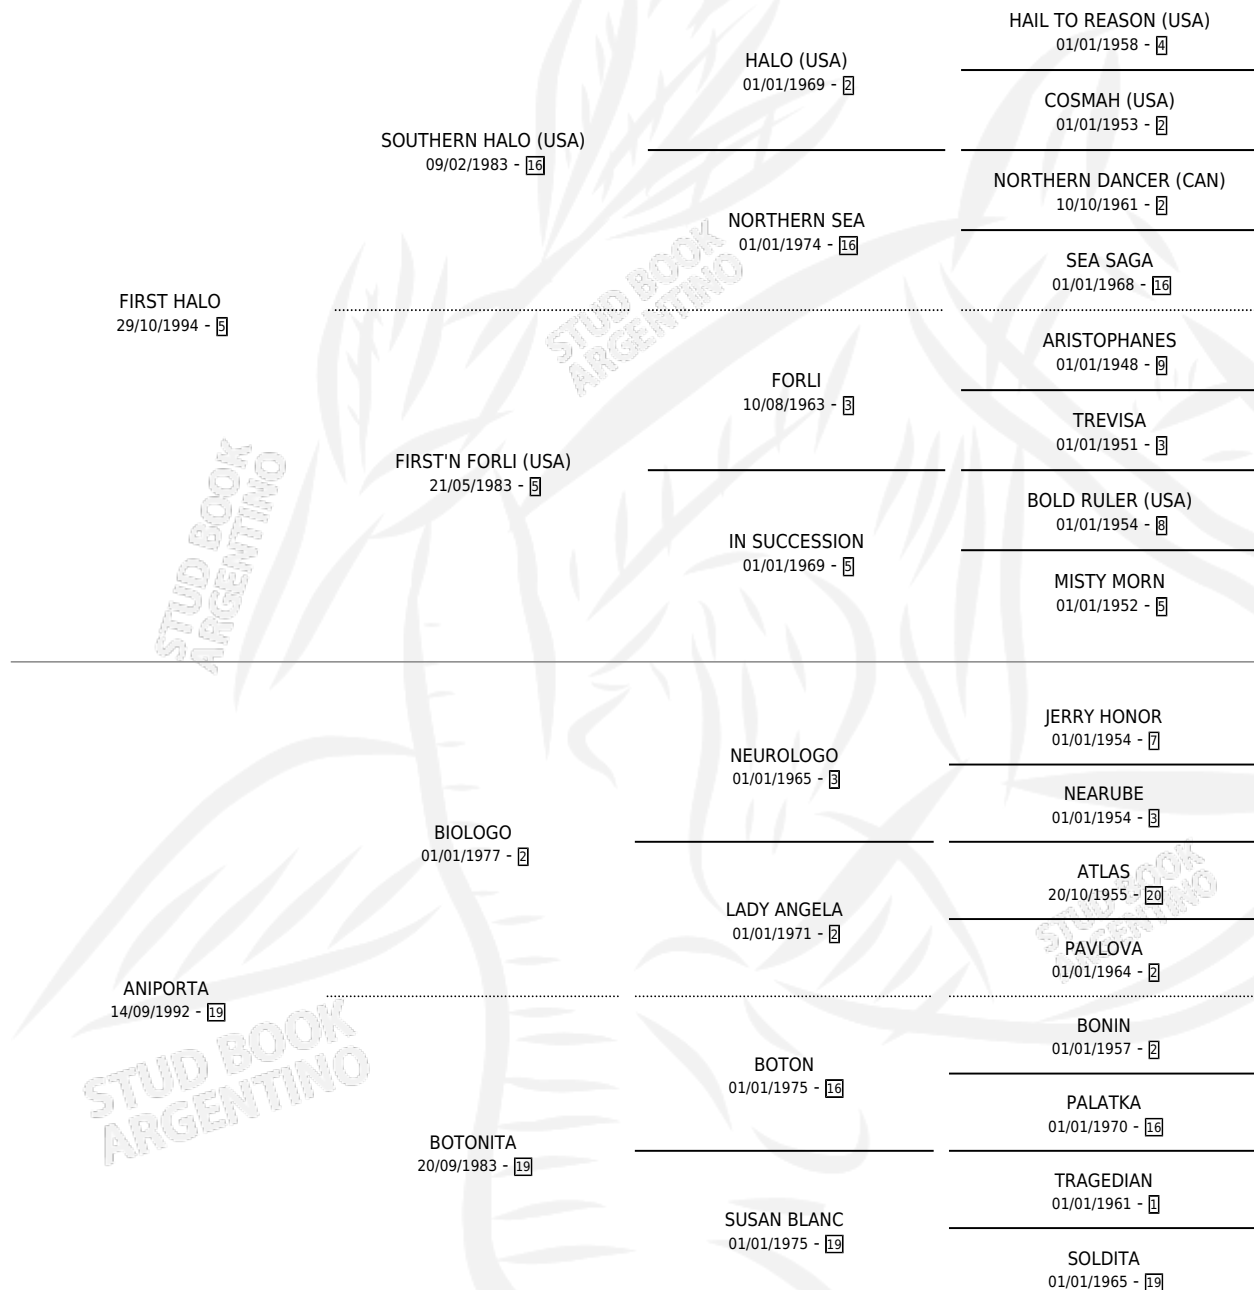 HAIL TO REASON (USA)
01/01/1958 - 4
HALO (USA)
01/01/1969 - 2
COSMAH (USA)
01/01/1953 - 2
SOUTHERN HALO (USA)
09/02/1983 - 16
NORTHERN DANCER (CAN)
10/10/1961 - 2
NORTHERN SEA
01/01/1974 - 16
SEA SAGA
01/01/1968 - 16
FIRST HALO
29/10/1994 - 5
STUD BOOK
ARGENTINO
ARISTOPHANES
01/01/1948 - 9
FORLI
10/08/1963 - 3
TREVISA
01/01/1951 - 3
FIRST'N FORLI (USA)
21/05/1983 - 5
BOLD RULER (USA)
01/01/1954 - 8
IN SUCCESSION
01/01/1969 - 5
MISTY MORN
01/01/1952 - 5
STUD BOOK
ARGENTINO
JERRY HONOR
01/01/1954 - 7
NEUROLOGO
01/01/1965 - 3
NEARUBE
01/01/1954 - 3
BIOLOGO
01/01/1977 - 2
ATLAS
20/10/1955 - 20
LADY ANGELA
01/01/1971 - 2
PAVLOVA
01/01/1964 - 2
STUD BOOK
ARGENTINO
ANIPORTA
14/09/1992 - 19
BONIN
01/01/1957 - 2
BOTON
01/01/1975 - 16
PALATKA
01/01/1970 - 16
STUD BOOK
ARGENTINO
BOTONITA
20/09/1983 - 19
TRAGEDIAN
01/01/1961 - 1
SUSAN BLANC
01/01/1975 - 19
SOLDITA
01/01/1965 - 19